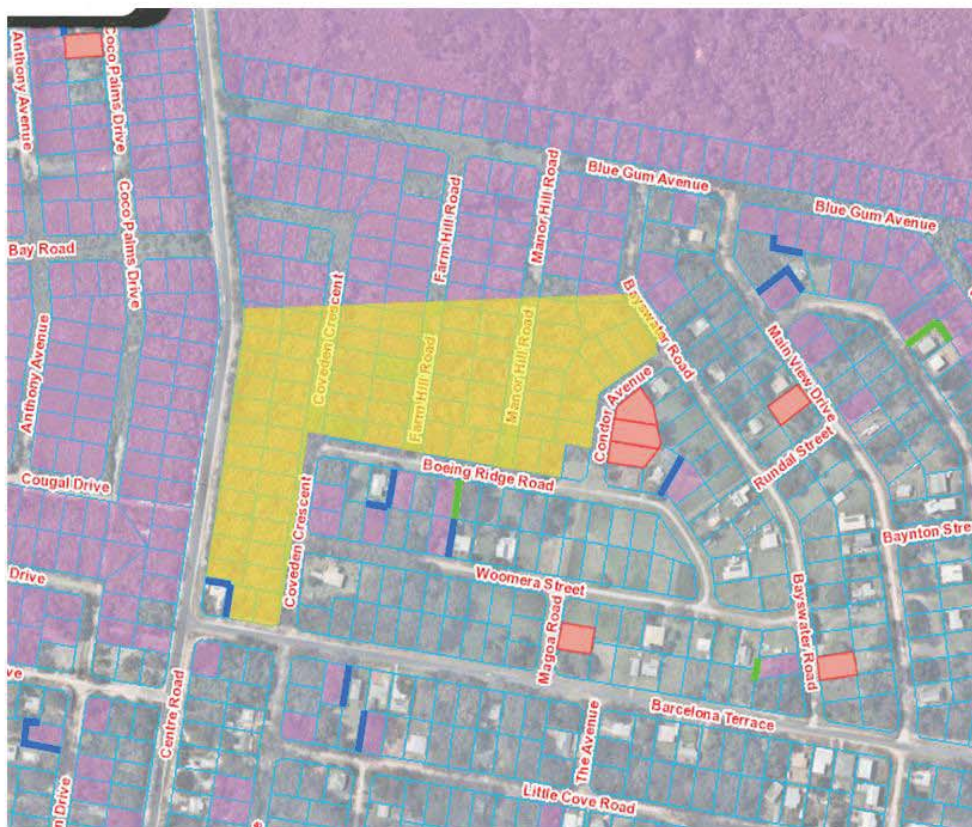 Anthony Avenue
Coco Palms Drive
Blue Gum Avenue
Blue Gum Avenue
Farm Hill Road
Manor Hill Road
Coco Palms Drive
Bay Road
Coveden Crescent
Bayswater Road
Main View Drive
Anthony Avenue
Farm Hill Road
Manor Hill Road
Condor Avenue
Rundal Street
Boeing Ridge Road
Cougal Drive
Baynton Stre
Coveden Crescent
Drive
Woomera Street
Magoa Road
Bayswater Road
ve
Centre Road
Barcelona Terrace
The Avenue
Little Cove Road
n Drive